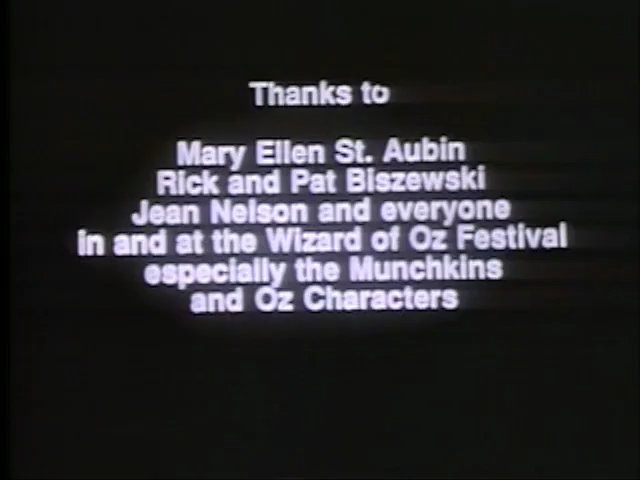 Thanks to
Mary Ellen St. Aubin
Rick and Pat Biszewski
Jean Nelson and everyone
in and at the Wizard of Oz Festival
especially the Munchkins
and Oz Characters